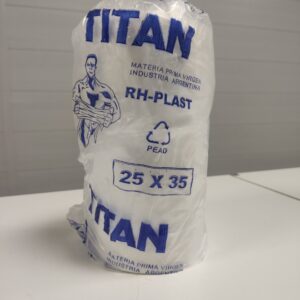 TITAN
MATERIA PRIMA VIRGEN
INDUSTRIA ARGENTINA
RH-PLAST
PEAD
25 X 35
TITAN
MATERIA PRIMA VIRGEN
INDUSTRIA ARGENTINA